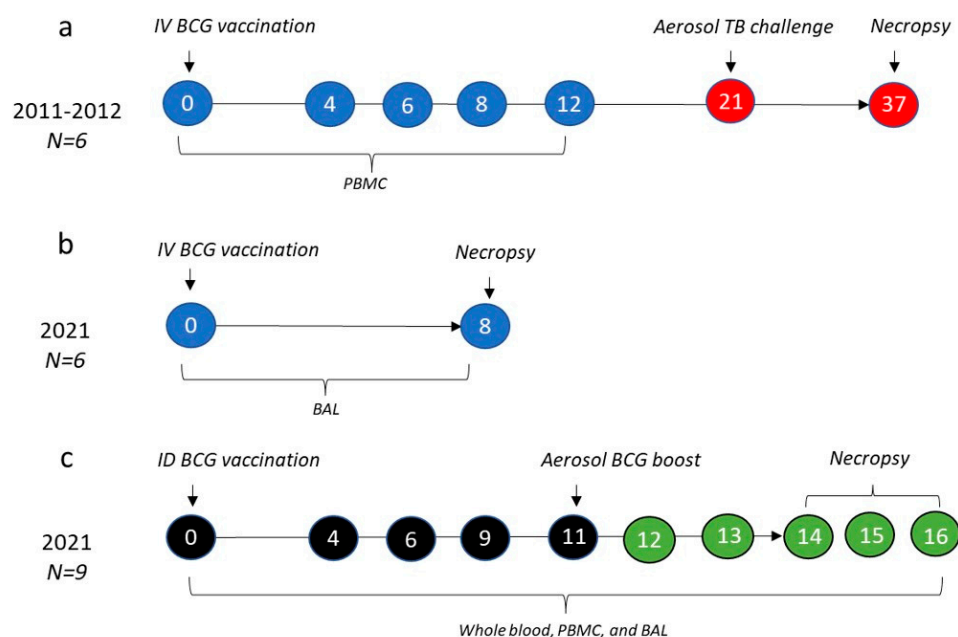 a
IV BCG vaccination
Aerosol TB challenge
Necropsy
2011-2012
N=6
0 4 6 8 12 21 37
PBMC
b
IV BCG vaccination
Necropsy
2021
N=6
0 8
BAL
c
ID BCG vaccination
Aerosol BCG boost
Necropsy
2021
N=9
0 4 6 9 11 12 13 14 15 16
Whole blood, PBMC, and BAL